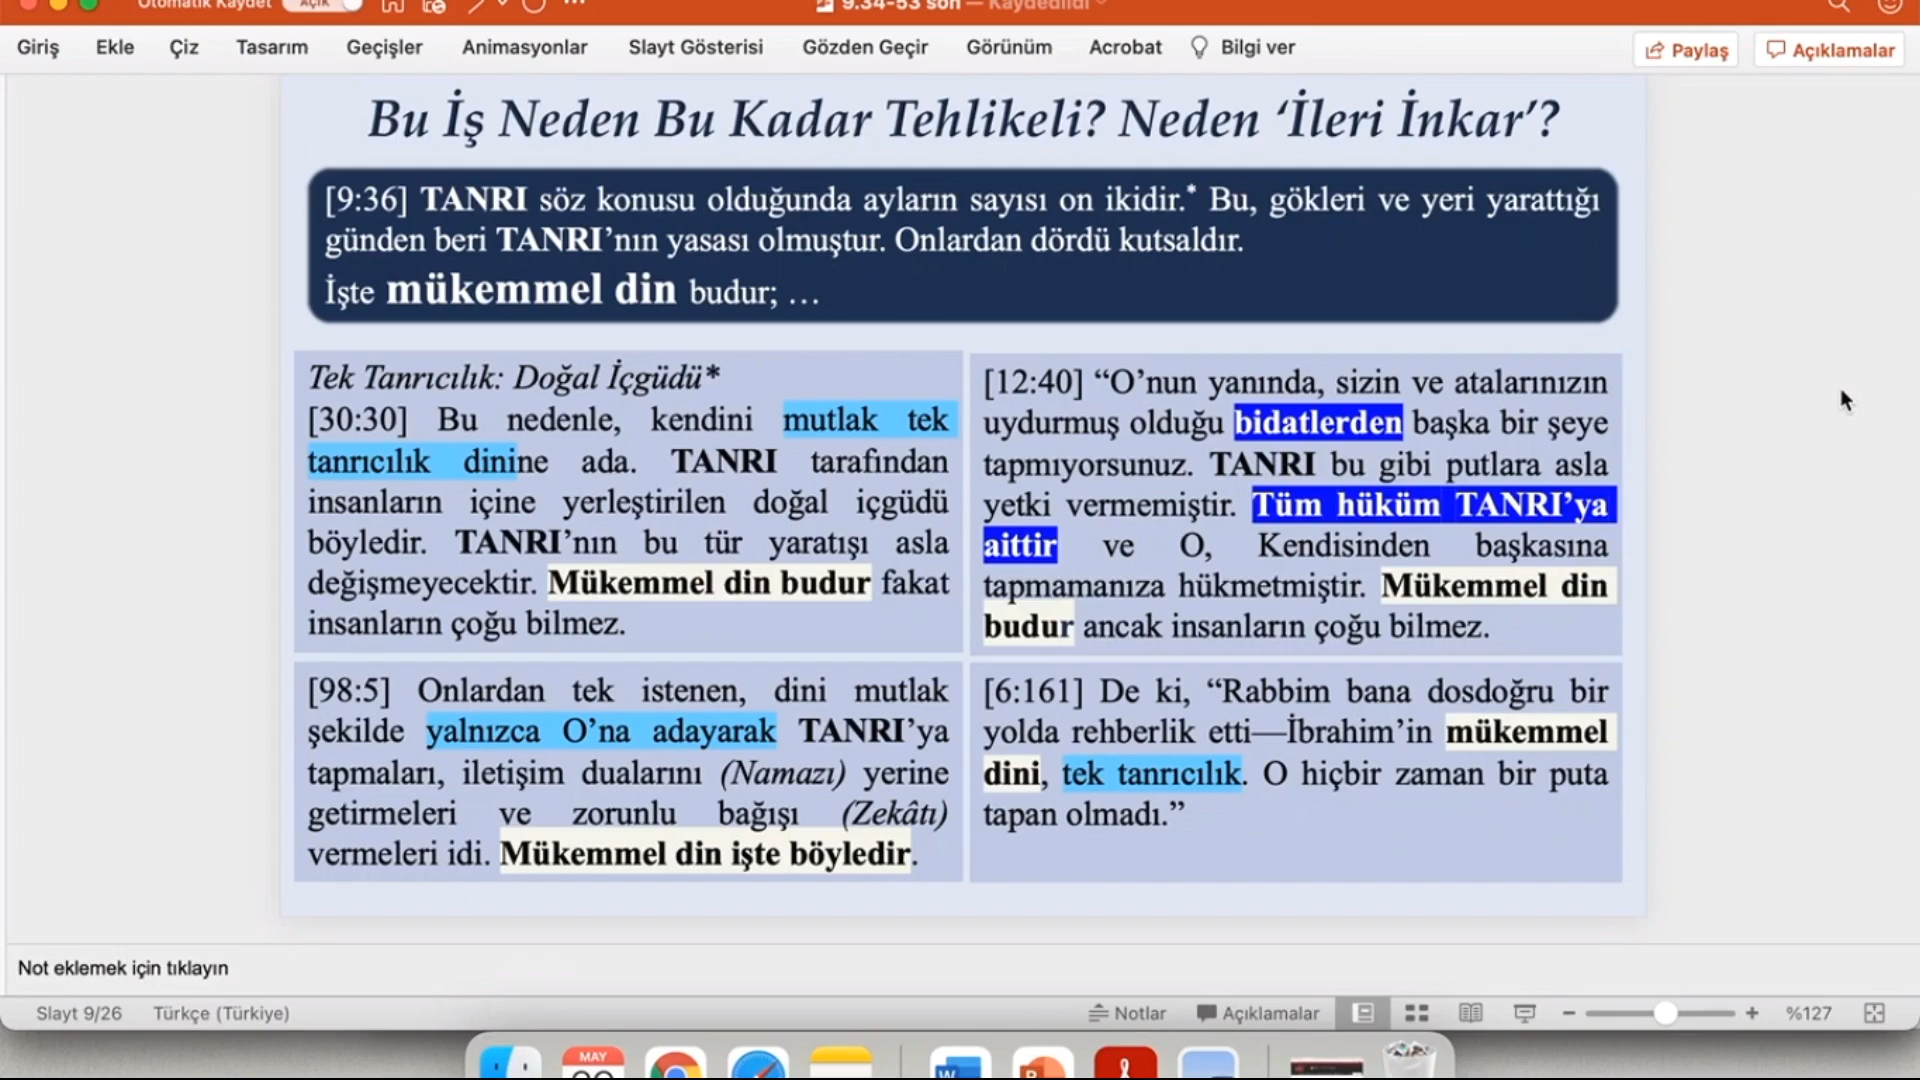 Otomatik Kaydet AÇIK 9.34-53 son — Kaydedildi
Giriş Ekle Çiz Tasarım Geçişler Animasyonlar Slayt Gösterisi Gözden Geçir Görünüm Acrobat Bilgi ver Paylaş Açıklamalar
Bu İş Neden Bu Kadar Tehlikeli? Neden ‘İleri İnkar’?
[9:36] TANRI söz konusu olduğunda ayların sayısı on ikidir.* Bu, gökleri ve yeri yarattığı
günden beri TANRI’nın yasası olmuştur. Onlardan dördü kutsaldır.
İşte mükemmel din budur; …
Tek Tanrıcılık: Doğal İçgüdü*
[30:30] Bu nedenle, kendini mutlak tek
tanrıcılık dinine ada. TANRI tarafından
insanların içine yerleştirilen doğal içgüdü
böyledir. TANRI’nın bu tür yaratışı asla
değişmeyecektir. Mükemmel din budur fakat
insanların çoğu bilmez.
[12:40] “O’nun yanında, sizin ve atalarınızın
uydurmuş olduğu bidatlerden başka bir şeye
tapmıyorsunuz. TANRI bu gibi putlara asla
yetki vermemiştir. Tüm hüküm TANRI’ya
aittir ve O, Kendisinden başkasına
tapmamanıza hükmetmiştir. Mükemmel din
budur ancak insanların çoğu bilmez.
[98:5] Onlardan tek istenen, dini mutlak
şekilde yalnızca O’na adayarak TANRI’ya
tapmaları, iletişim dualarını (Namazı) yerine
getirmeleri ve zorunlu bağışı (Zekâtı)
vermeleri idi. Mükemmel din işte böyledir.
[6:161] De ki, “Rabbim bana dosdoğru bir
yolda rehberlik etti—İbrahim’in mükemmel
dini, tek tanrıcılık. O hiçbir zaman bir puta
tapan olmadı.”
Not eklemek için tıklayın
Slayt 9/26 Türkçe (Türkiye) Notlar Açıklamalar %127
MAY
W P